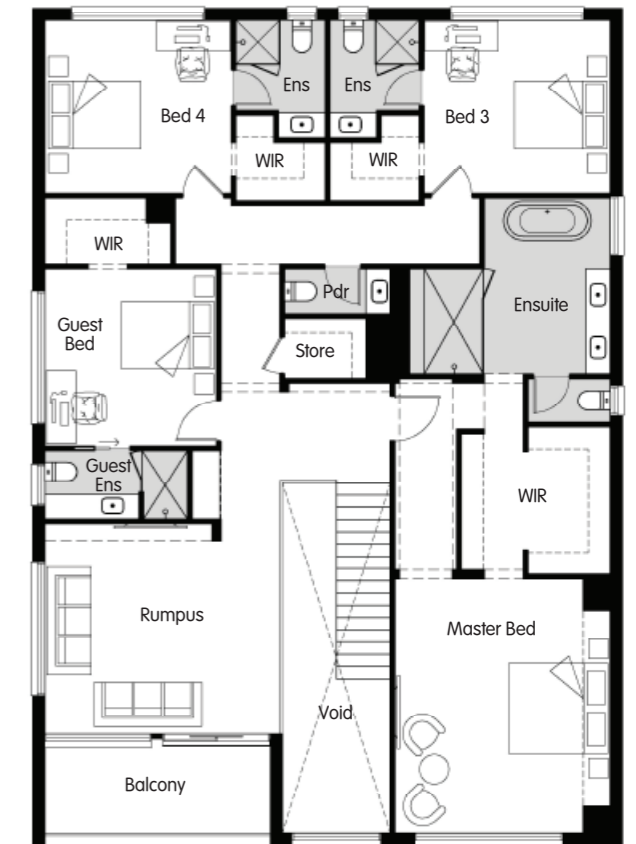 Ens
Ens
Bed 4
Bed 3
WIR
WIR
WIR
Pdr
Ensuite
Guest
Bed
Store
Guest
Ens
WIR
Rumpus
Master Bed
Void
Balcony